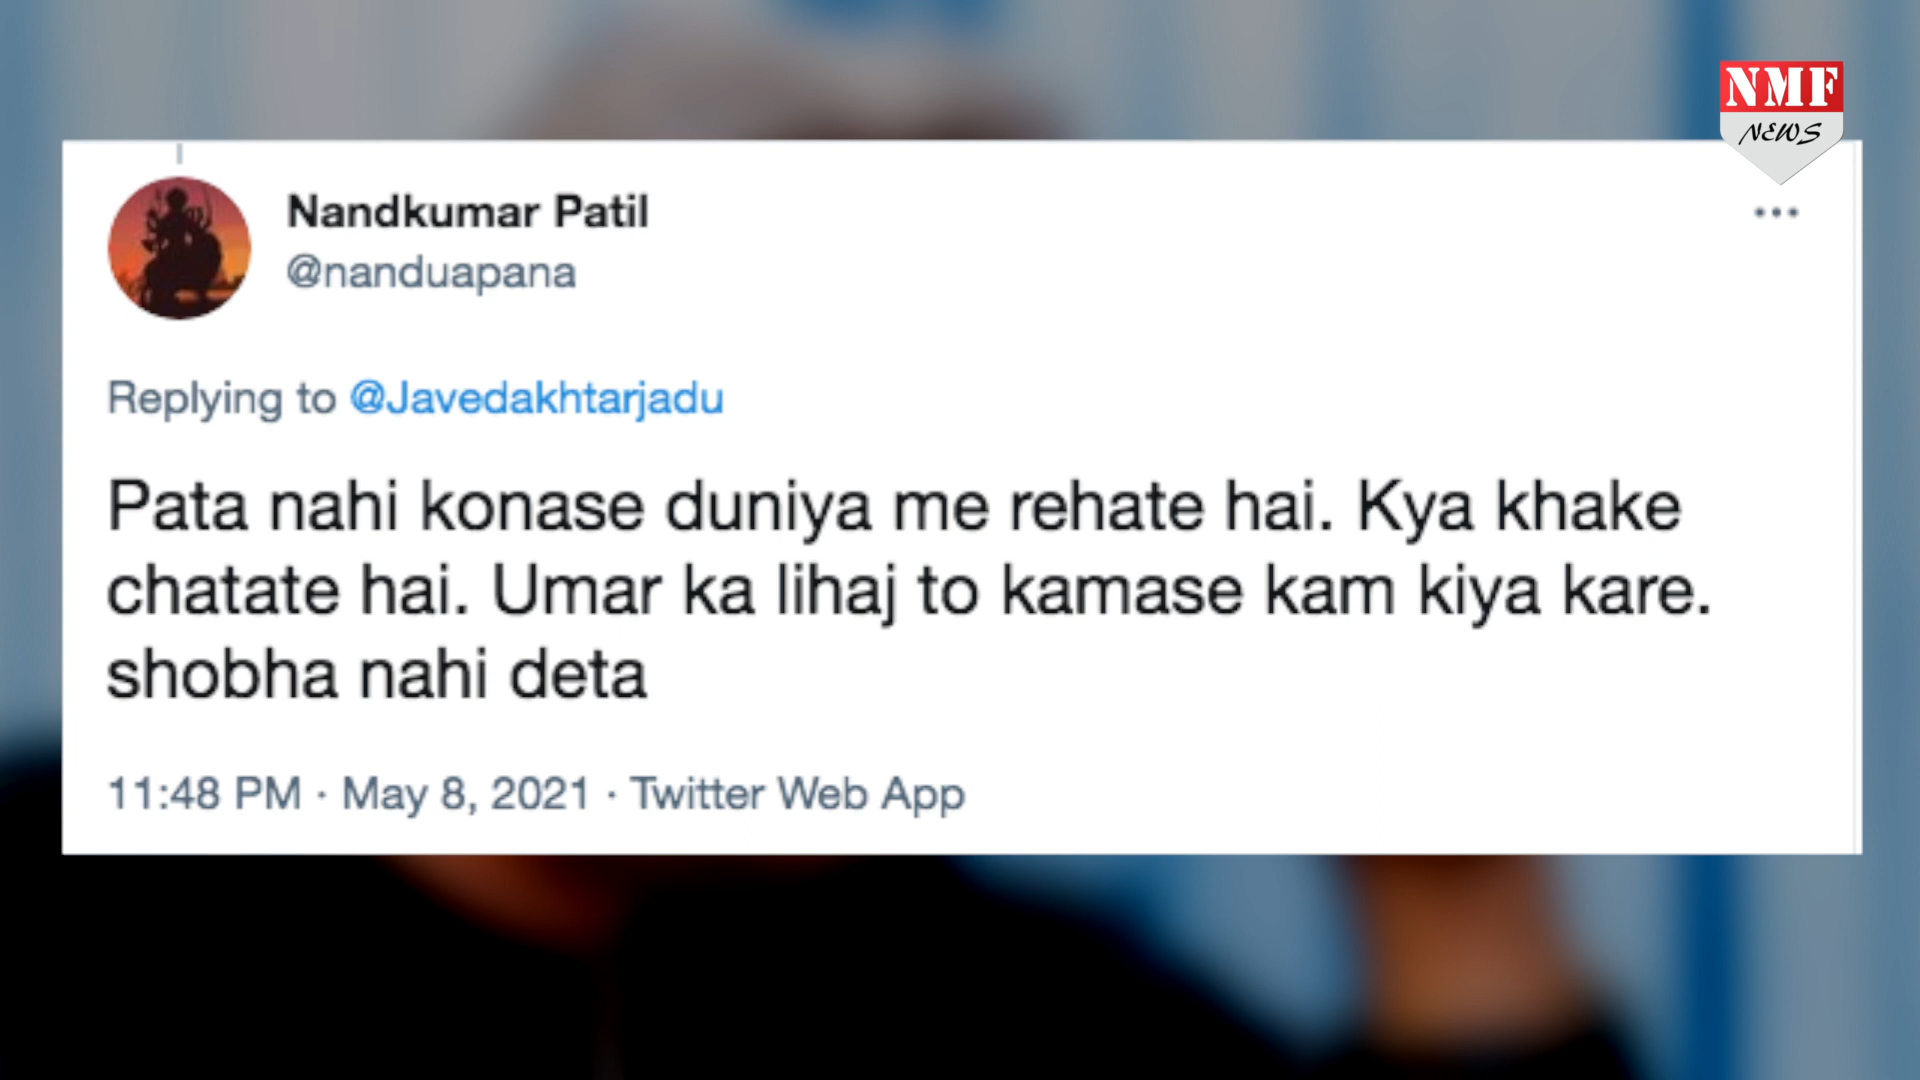 NMF
NEWS
Nandkumar Patil
@nanduapana
Replying to @Javedakhtarjadu
Pata nahi konase duniya me rehate hai. Kya khake
chatate hai. Umar ka lihaj to kamase kam kiya kare.
shobha nahi deta
11:48 PM · May 8, 2021 · Twitter Web App